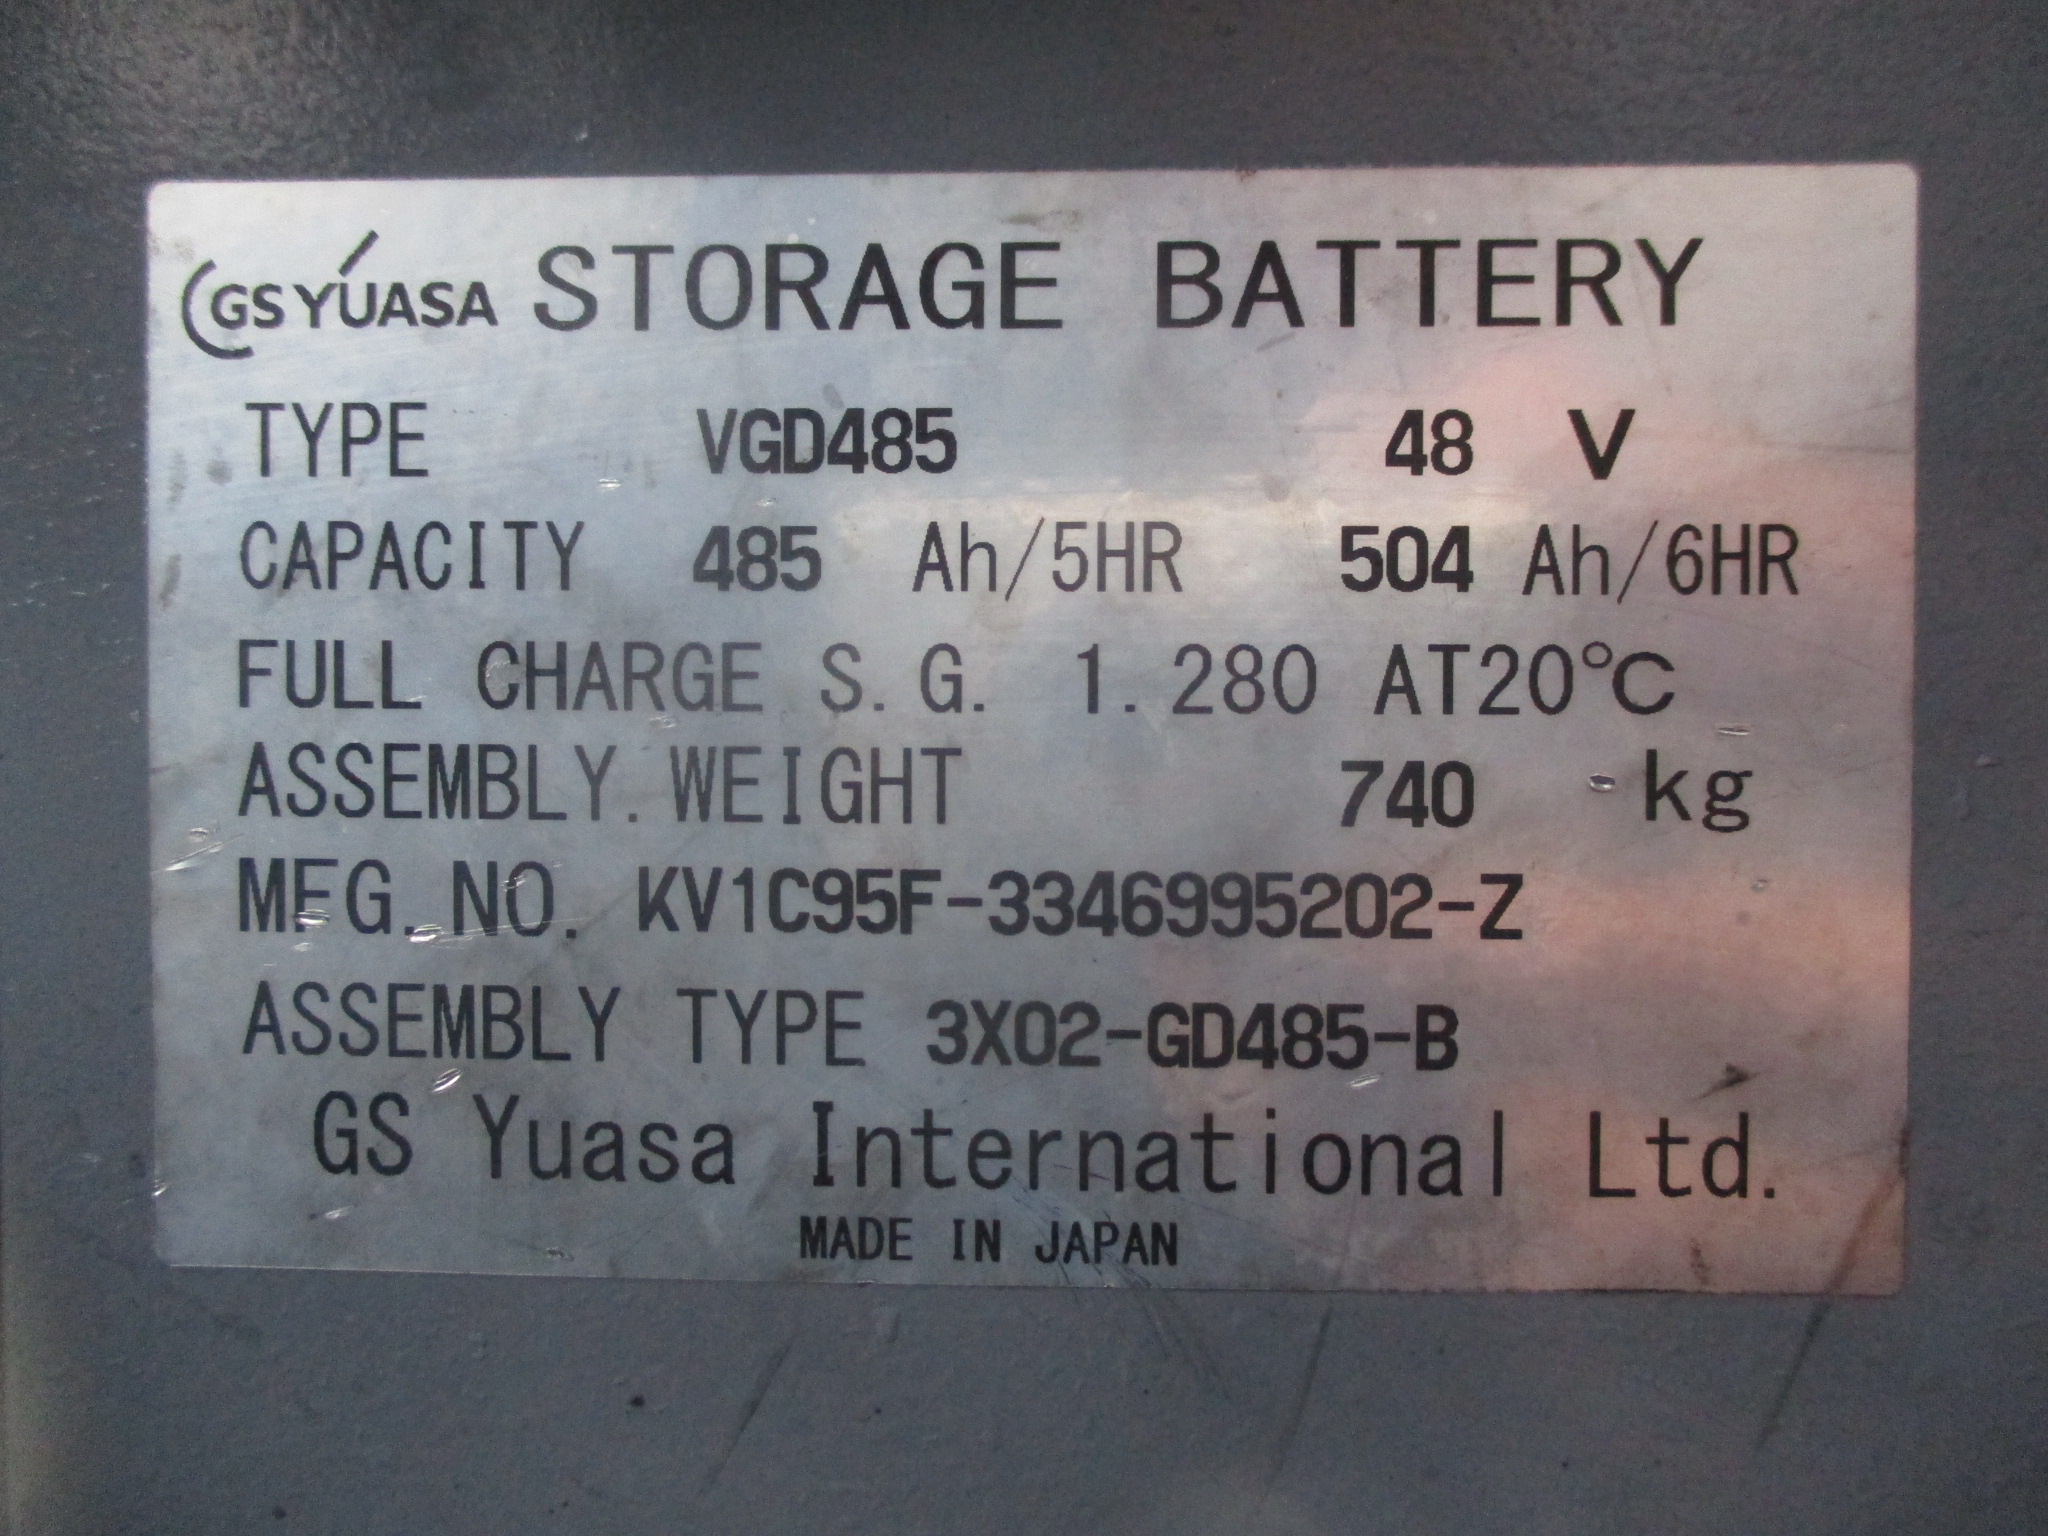 GS YUASA STORAGE BATTERY
TYPE VGD485 48 V
CAPACITY 485 Ah/5HR 504 Ah/6HR
FULL CHARGE S.G. 1.280 AT20℃
ASSEMBLY.WEIGHT 740 kg
MFG.NO. KV1C95F-3346995202-Z
ASSEMBLY TYPE 3X02-GD485-B
GS Yuasa International Ltd.
MADE IN JAPAN